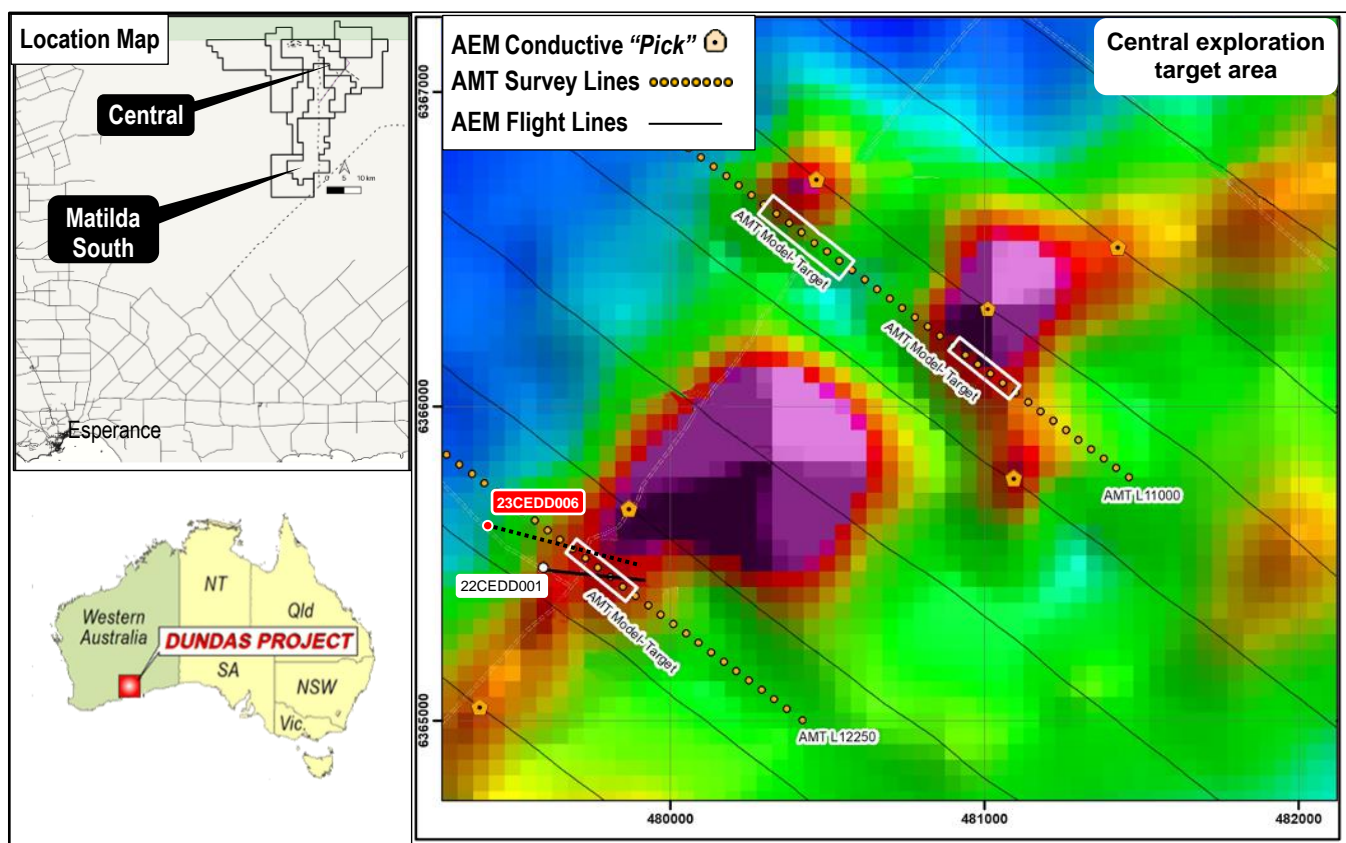 Location Map
Central
Matilda
South
0 5 10 km
Esperance
NT
Qld
Western
Australia
DUNDAS PROJECT
SA
NSW
Vic.
AEM Conductive "Pick"
AMT Survey Lines
AEM Flight Lines
Central exploration
target area
6367000
6366000
6365000
AMT Model-Target
AMT Model-Target
AMT L11000
23CEDD006
22CEDD001
AMT Model-Target
AMT L12250
480000
481000
482000